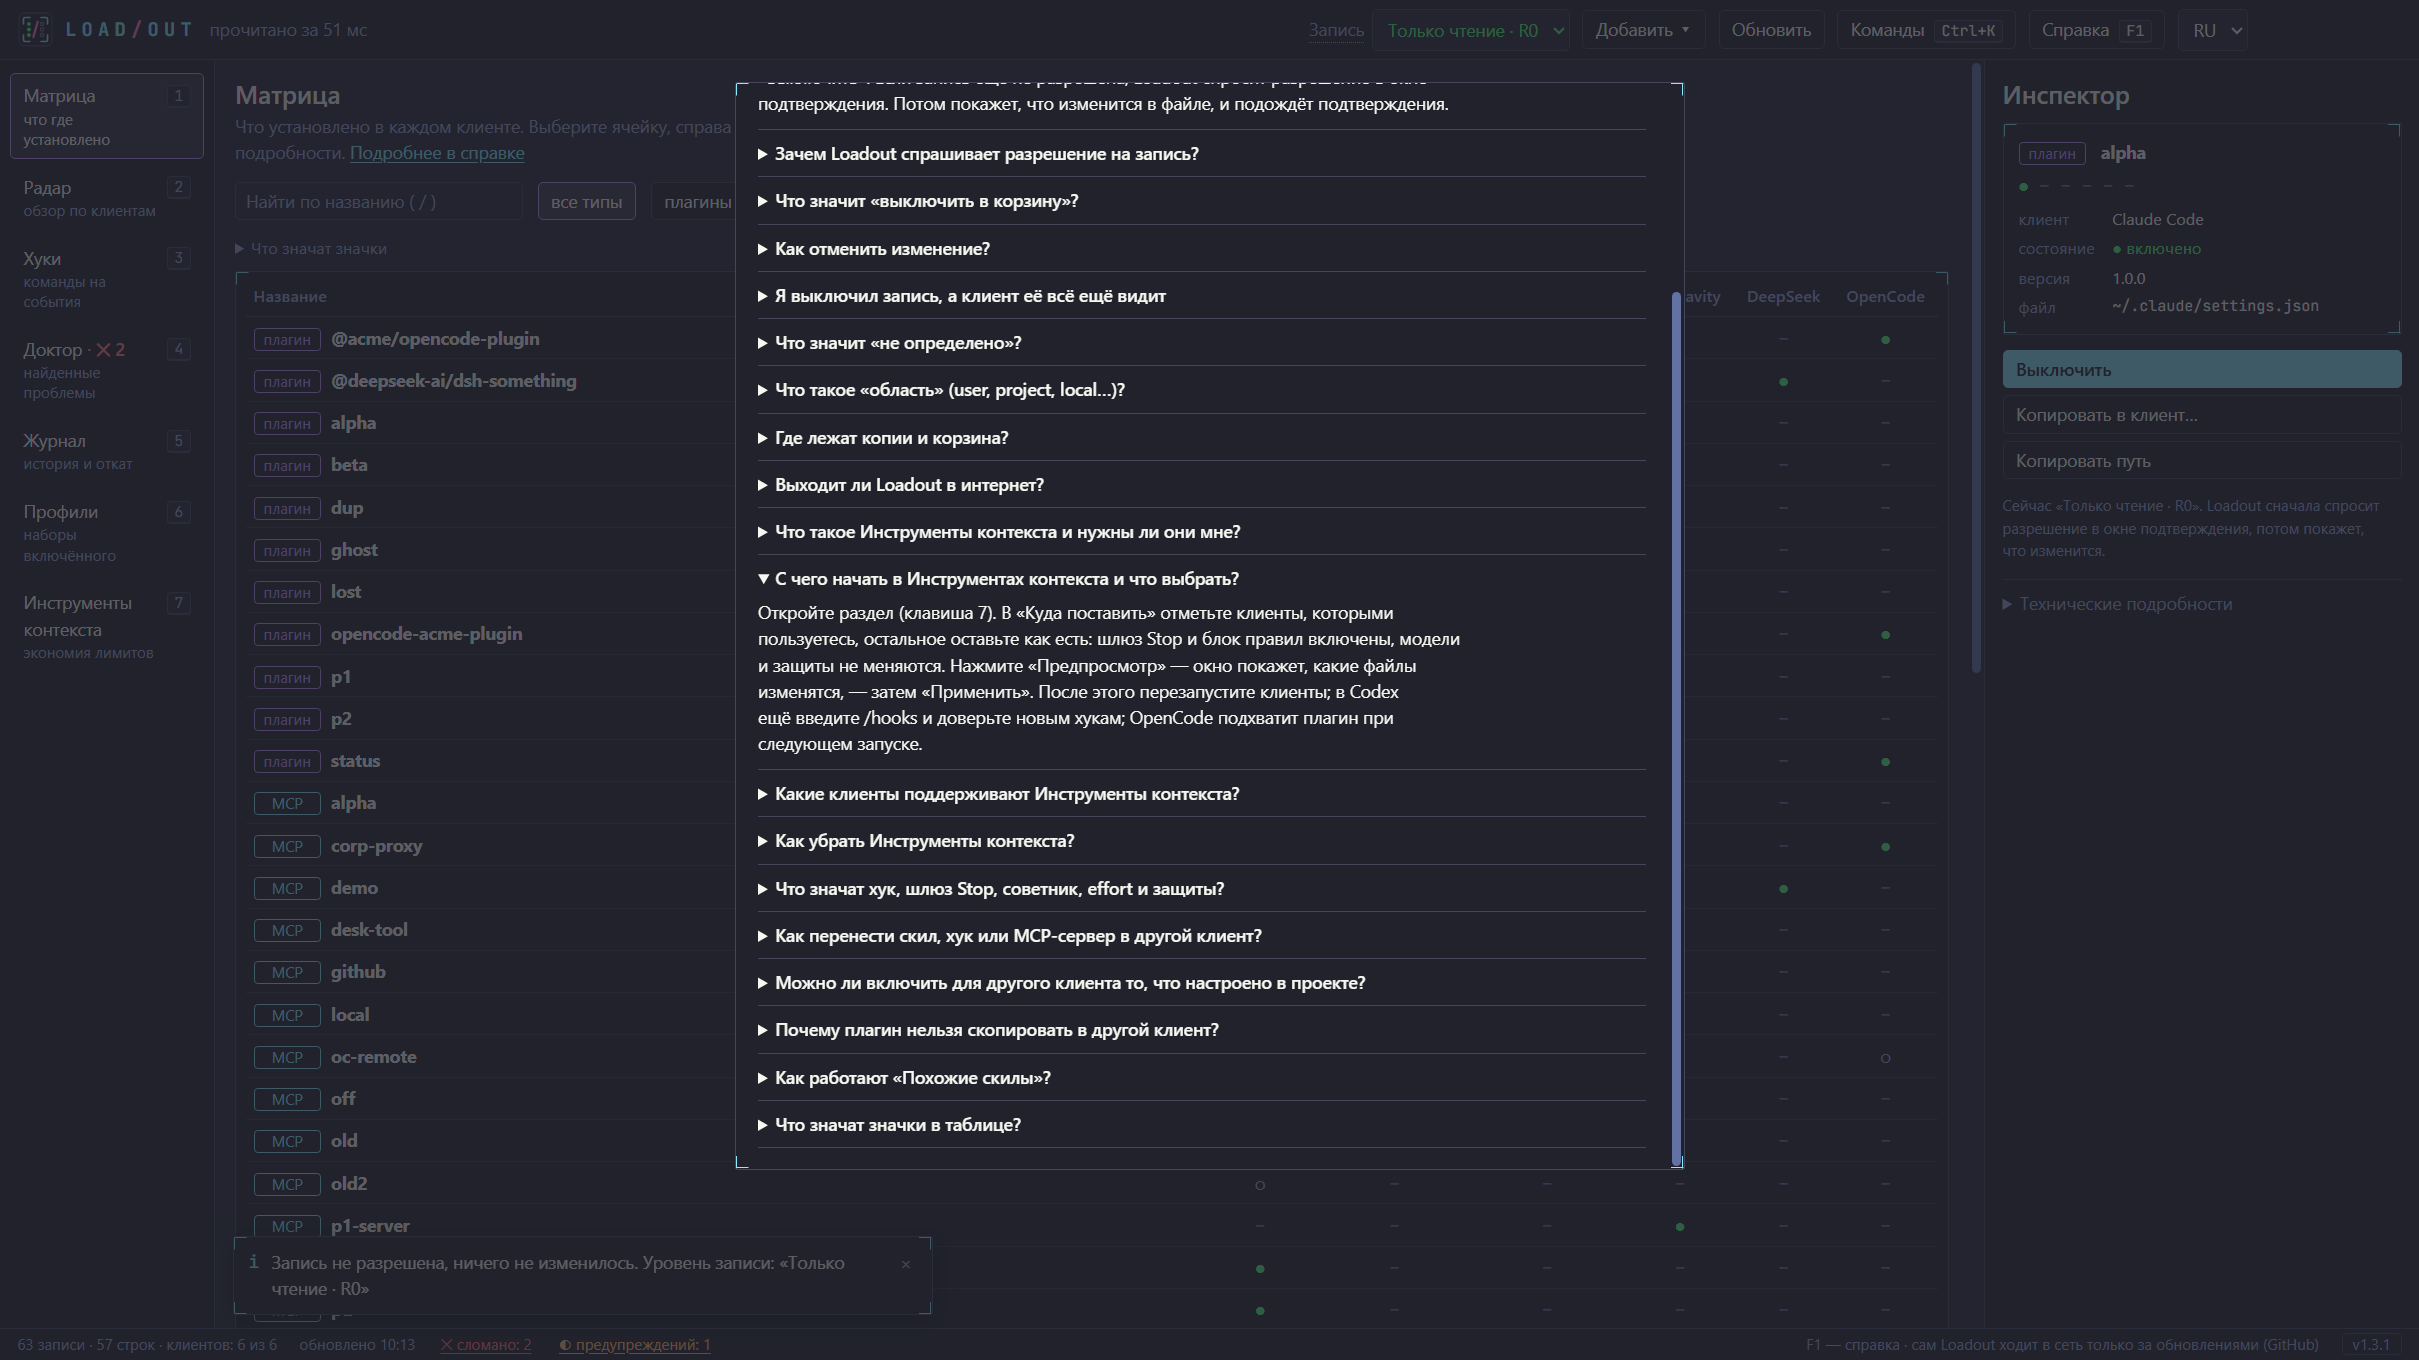 LOAD/OUT прочитано за 51 мс
Запись Только чтение · R0 Добавить ▾ Обновить Команды Ctrl+K Справка F1 RU
Матрица 1
что где
установлено
Радар 2
обзор по клиентам
Хуки 3
команды на
события
Доктор · ✕ 2 4
найденные
проблемы
Журнал 5
история и откат
Профили 6
наборы
включённого
Инструменты 7
контекста
экономия лимитов
Матрица
Что установлено в каждом клиенте. Выберите ячейку, справа
подробности. Подробнее в справке
Найти по названию ( / ) все типы плагины
▶ Что значат значки
Название avity DeepSeek OpenCode
плагин @acme/opencode-plugin – ●
плагин @deepseek-ai/dsh-something ● –
плагин alpha – –
плагин beta – –
плагин dup – –
плагин ghost – –
плагин lost – –
плагин opencode-acme-plugin – ●
плагин p1 – –
плагин p2 – –
плагин status – ●
MCP alpha – –
MCP corp-proxy – ●
MCP demo ● –
MCP desk-tool – –
MCP github – –
MCP local – –
MCP oc-remote – ○
MCP off – –
MCP old – –
MCP old2 ○ – – – – –
MCP p1-server – – – ● – –
● – – – – –
● – – – – –
подтверждения. Потом покажет, что изменится в файле, и подождёт подтверждения.
▶ Зачем Loadout спрашивает разрешение на запись?
▶ Что значит «выключить в корзину»?
▶ Как отменить изменение?
▶ Я выключил запись, а клиент её всё ещё видит
▶ Что значит «не определено»?
▶ Что такое «область» (user, project, local…)?
▶ Где лежат копии и корзина?
▶ Выходит ли Loadout в интернет?
▶ Что такое Инструменты контекста и нужны ли они мне?
▼ С чего начать в Инструментах контекста и что выбрать?
Откройте раздел (клавиша 7). В «Куда поставить» отметьте клиенты, которыми
пользуетесь, остальное оставьте как есть: шлюз Stop и блок правил включены, модели
и защиты не меняются. Нажмите «Предпросмотр» — окно покажет, какие файлы
изменятся, — затем «Применить». После этого перезапустите клиенты; в Codex
ещё введите /hooks и доверьте новым хукам; OpenCode подхватит плагин при
следующем запуске.
▶ Какие клиенты поддерживают Инструменты контекста?
▶ Как убрать Инструменты контекста?
▶ Что значат хук, шлюз Stop, советник, effort и защиты?
▶ Как перенести скил, хук или MCP-сервер в другой клиент?
▶ Можно ли включить для другого клиента то, что настроено в проекте?
▶ Почему плагин нельзя скопировать в другой клиент?
▶ Как работают «Похожие скилы»?
▶ Что значат значки в таблице?
Инспектор
плагин alpha
● – – – – –
клиент Claude Code
состояние ● включено
версия 1.0.0
файл ~/.claude/settings.json
Выключить
Копировать в клиент…
Копировать путь
Сейчас «Только чтение · R0». Loadout сначала спросит
разрешение в окне подтверждения, потом покажет,
что изменится.
▶ Технические подробности
i Запись не разрешена, ничего не изменилось. Уровень записи: «Только ×
чтение · R0»
63 записи · 57 строк · клиентов: 6 из 6 обновлено 10:13 ✕ сломано: 2 ◐ предупреждений: 1
F1 — справка · сам Loadout ходит в сеть только за обновлениями (GitHub) v1.3.1